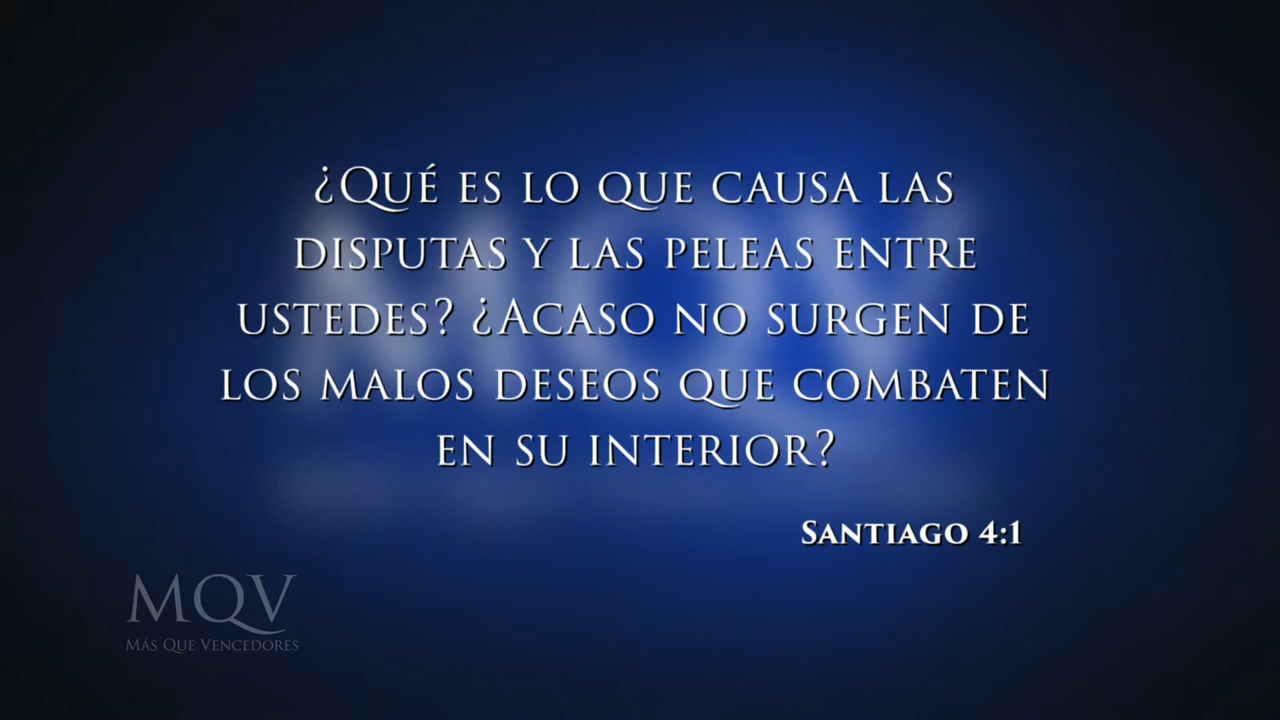 ¿Qué es lo que causa las
disputas y las peleas entre
ustedes? ¿Acaso no surgen de
los malos deseos que combaten
en su interior?
Santiago 4:1
MQV
Más Que Vencedores